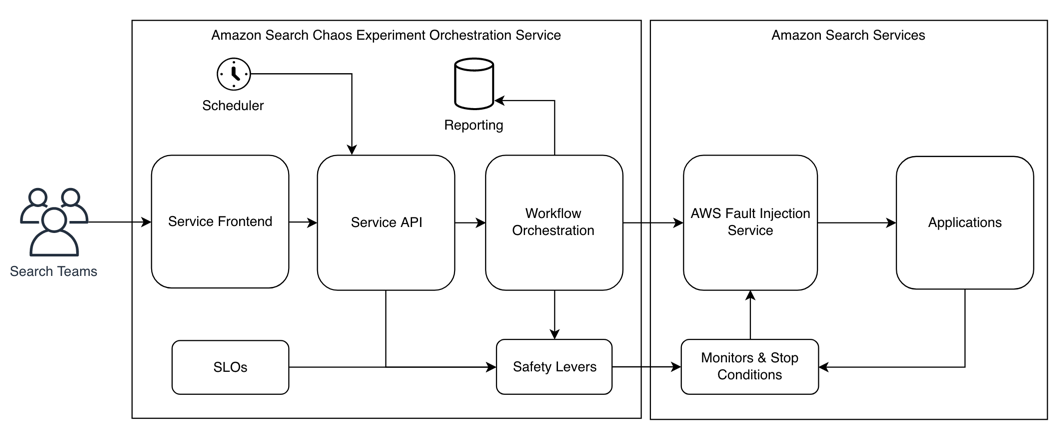 Amazon Search Chaos Experiment Orchestration Service
Amazon Search Services
Scheduler
Reporting
Search Teams
Service Frontend
Service API
Workflow
Orchestration
AWS Fault Injection
Service
Applications
SLOs
Safety Levers
Monitors & Stop
Conditions